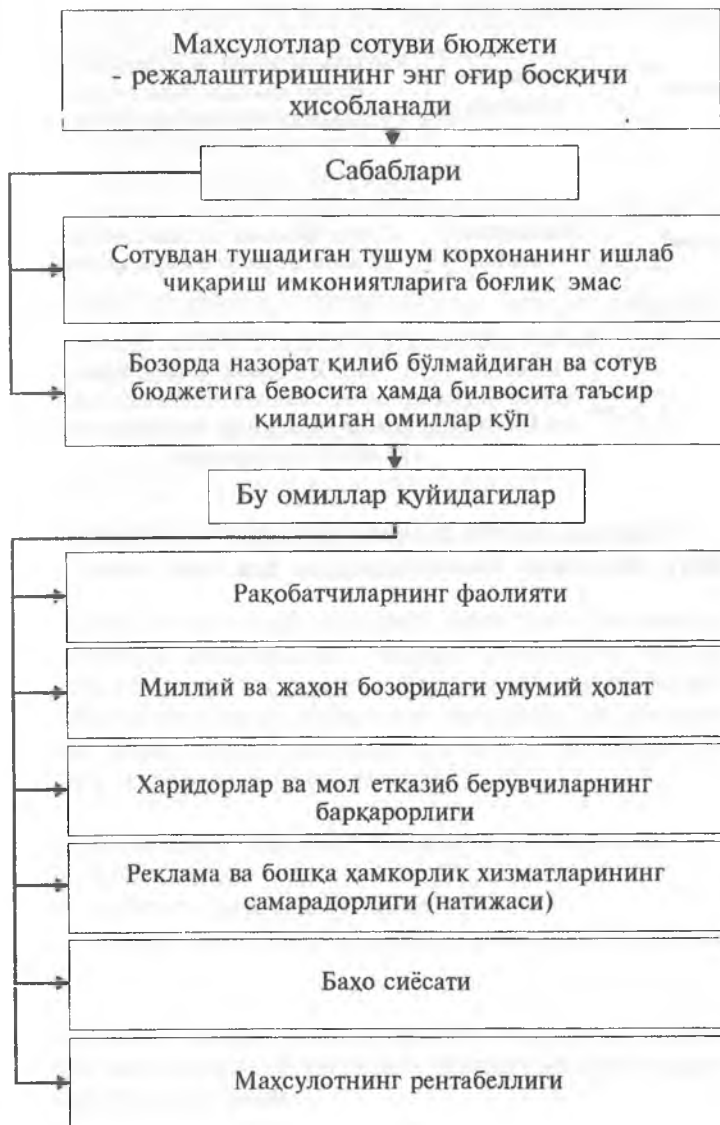 Маҳсулотлар сотуви бюджети
- режалаштиришнинг энг оғир босқичи
ҳисобланади
Сабаблари
Сотувдан тушадиган тушум корхонанинг ишлаб
чиқариш имкониятларига боғлиқ эмас
Бозорда назорат қилиб бўлмайдиган ва сотув
бюджетига бевосита ҳамда билвосита таъсир
қиладиган омиллар кўп
Бу омиллар қуйидагилар
Рақобатчиларнинг фаолияти
Миллий ва жаҳон бозоридаги умумий ҳолат
Харидорлар ва мол етказиб берувчиларнинг
барқарорлиги
Реклама ва бошқа ҳамкорлик хизматларининг
самарадорлиги (натижаси)
Баҳо сиёсати
Маҳсулотнинг рентабеллиги